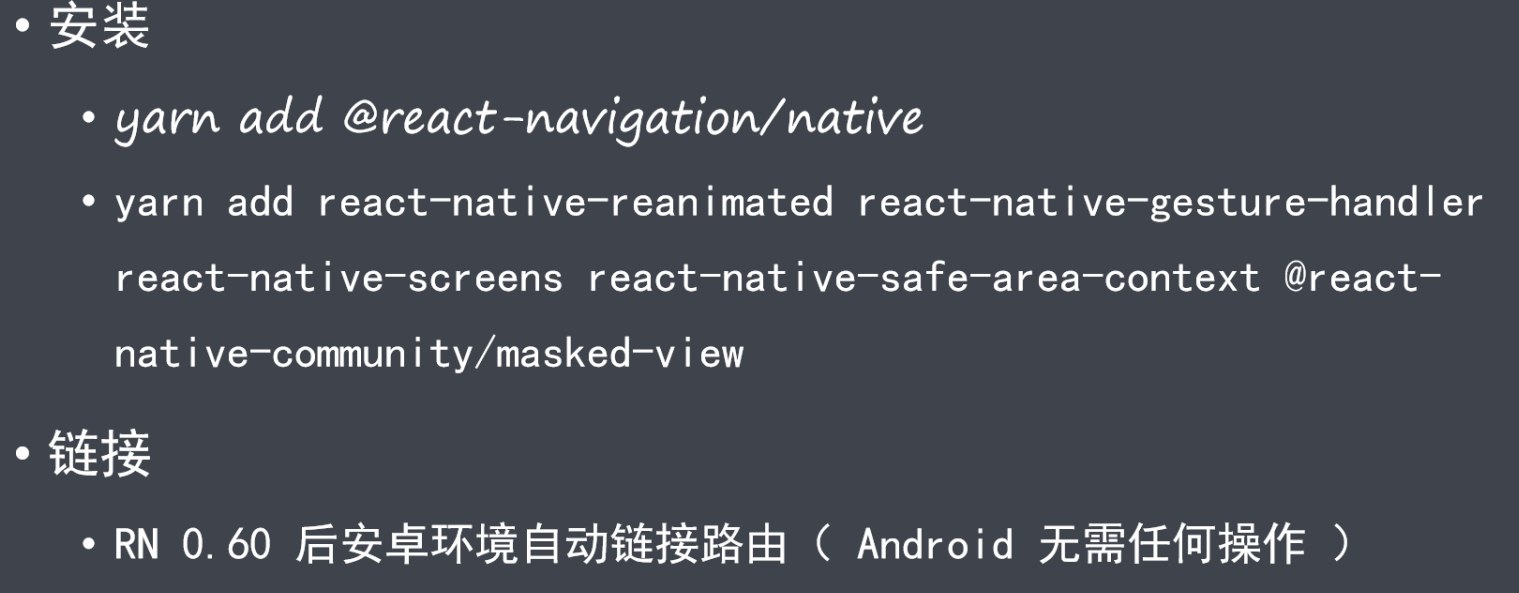 • 安装
• yarn add @react-navigation/native
• yarn add react-native-reanimated react-native-gesture-handler
react-native-screens react-native-safe-area-context @react-
native-community/masked-view
• 链接
• RN 0.60 后安卓环境自动链接路由（ Android 无需任何操作 ）